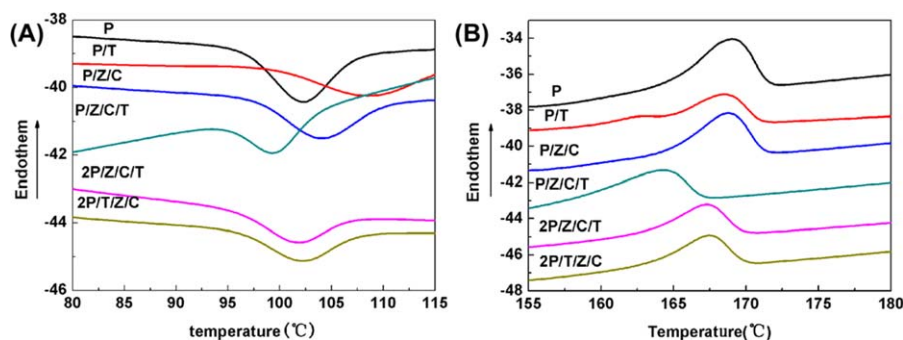 (A)
-38
-40
-42
-44
-46
Endothem
P
P/T
P/Z/C
P/Z/C/T
2P/Z/C/T
2P/T/Z/C
80
85
90
95
100
105
110
115
temperature(℃)
(B)
-34
-36
-38
-40
-42
-44
-46
-48
Endothem
P
P/T
P/Z/C
P/Z/C/T
2P/Z/C/T
2P/T/Z/C
155
160
165
170
175
180
Temperature(℃)